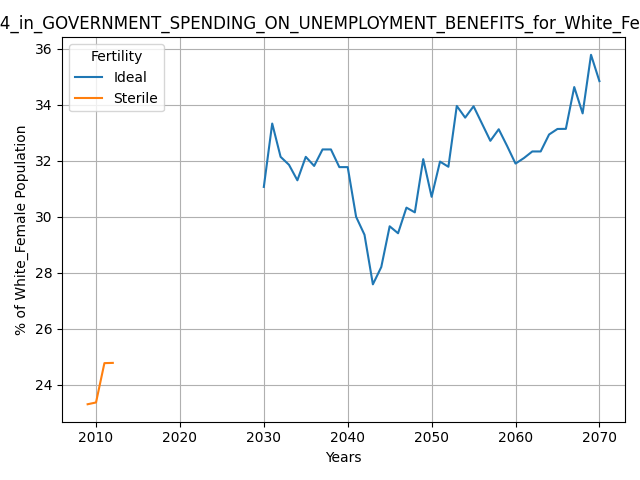 4_in_GOVERNMENT_SPENDING_ON_UNEMPLOYMENT_BENEFITS_for_White_Fe
Fertility
Ideal
Sterile
% of White_Female Population
36
34
32
30
28
26
24
2010 2020 2030 2040 2050 2060 2070
Years